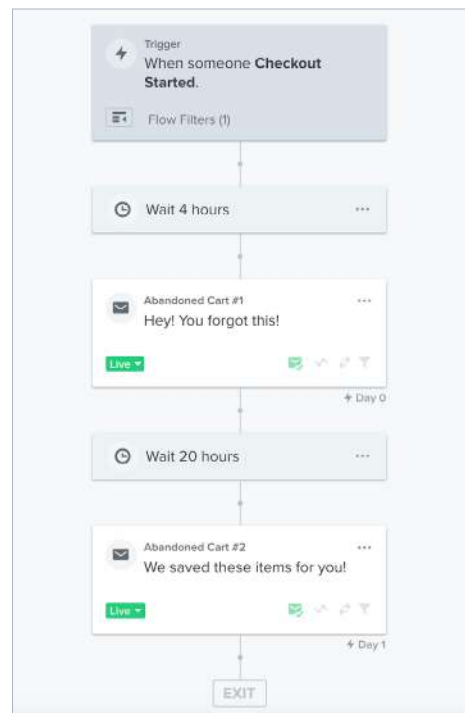 Trigger
When someone Checkout
Started.
Flow Filters (1)
Wait 4 hours
Abandoned Cart #1
Hey! You forgot this!
Live
Day 0
Wait 20 hours
Abandoned Cart #2
We saved these items for you!
Live
Day 1
EXIT